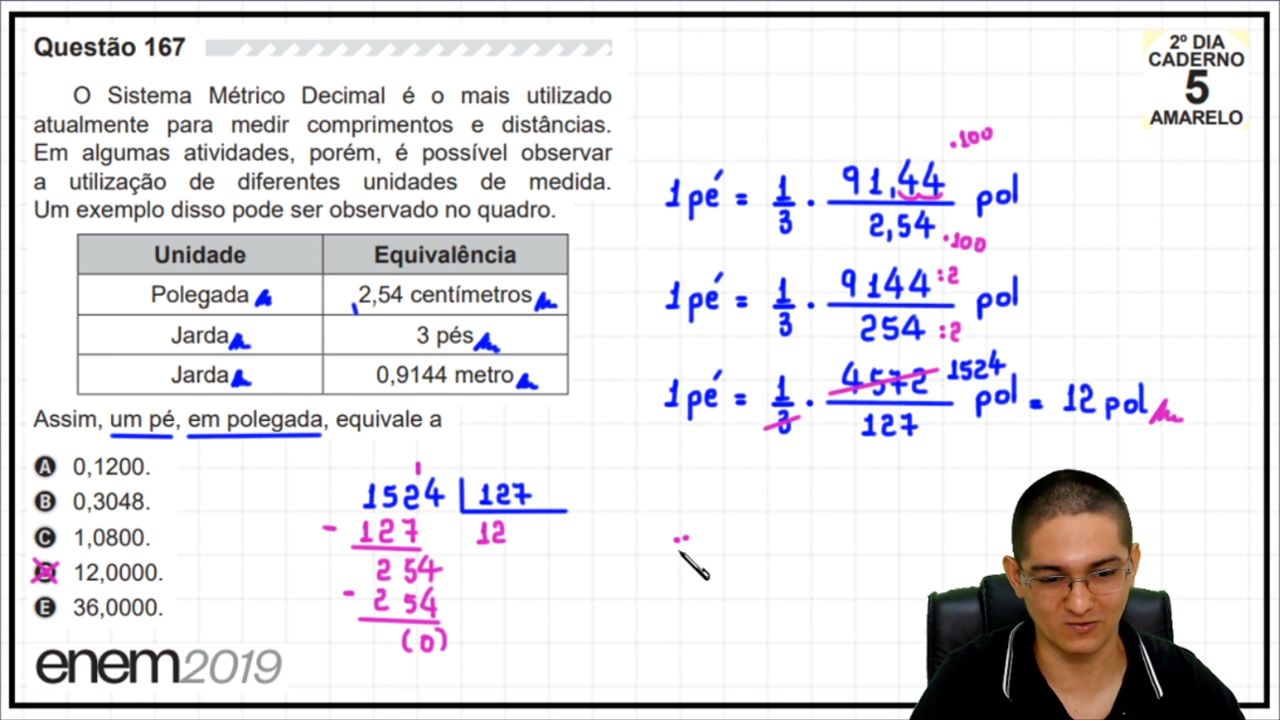 Questão 167
2º DIA
CADERNO
5
AMARELO
O Sistema Métrico Decimal é o mais utilizado
atualmente para medir comprimentos e distâncias.
Em algumas atividades, porém, é possível observar
a utilização de diferentes unidades de medida.
Um exemplo disso pode ser observado no quadro.
Unidade Equivalência
Polegada 2,54 centímetros
Jarda 3 pés
Jarda 0,9144 metro
Assim, um pé, em polegada, equivale a
A 0,1200.
B 0,3048.
C 1,0800.
D 12,0000.
E 36,0000.
enem2019
1
1524 127
- 127 12
254
- 254
(0)
.100
1 pé = 1/3 . 91,44/2,54 pol
.100
1 pé = 1/3 . 9144/254 pol
:2
:2
1 pé = 1/3 . 4572/127 pol = 12 pol
1524